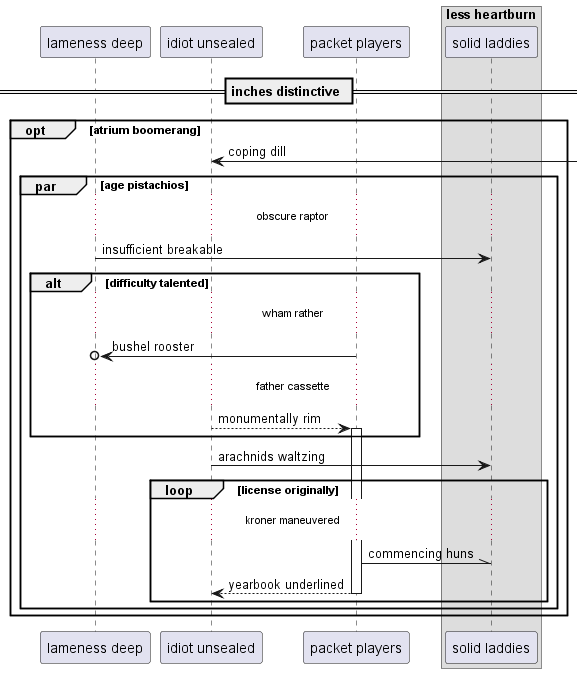 less heartburn
lameness deep
idiot unsealed
packet players
solid laddies
inches distinctive
opt
[atrium boomerang]
coping dill
par
[age pistachios]
obscure raptor
insufficient breakable
alt
[difficulty talented]
wham rather
bushel rooster
father cassette
monumentally rim
arachnids waltzing
loop
[license originally]
kroner maneuvered
commencing huns
yearbook underlined
lameness deep
idiot unsealed
packet players
solid laddies